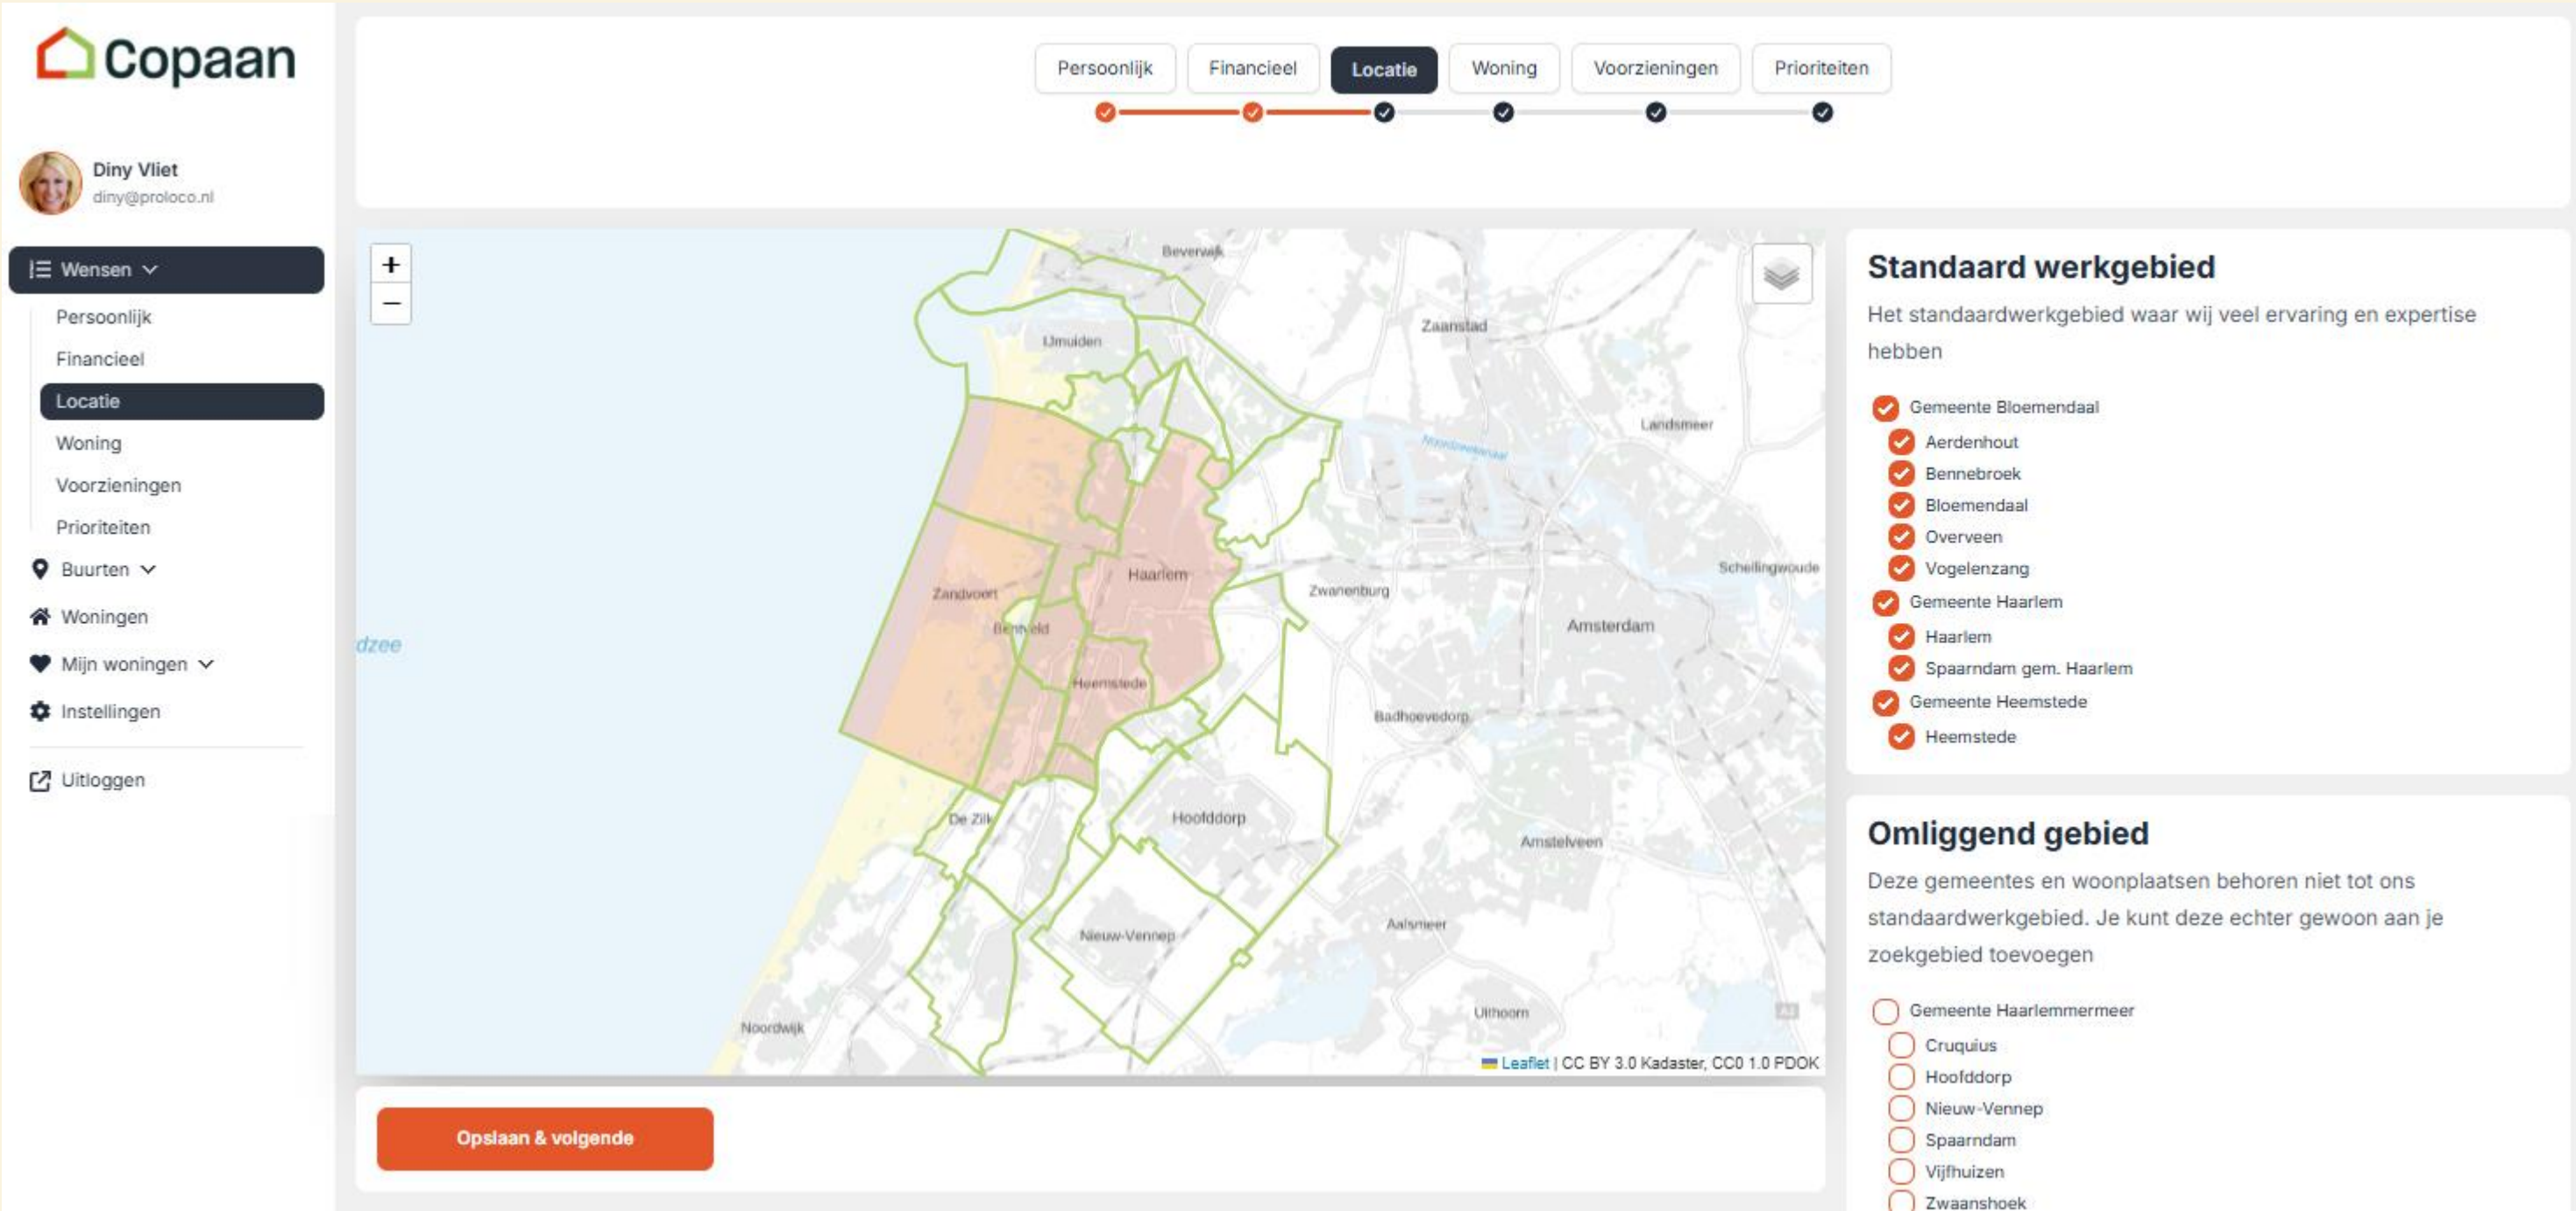 Copaan
Diny Vliet
diny@proloco.nl
Wensen
Persoonlijk
Financieel
Locatie
Woning
Voorzieningen
Prioriteiten
Buurten
Woningen
Mijn woningen
Instellingen
Uitloggen
Persoonlijk
Financieel
Locatie
Woning
Voorzieningen
Prioriteiten
+
−
Beverwijk
IJmuiden
Zaanstad
Landsmeer
Noordzeekanaal
Haarlem
Schellingwoude
Zandvoort
Zwanenburg
Bentveld
Amsterdam
dzee
Heemstede
Badhoevedorp
De Zilk
Hoofddorp
Amstelveen
Aalsmeer
Nieuw-Vennep
Uithoorn
Noordwijk
Leaflet | CC BY 3.0 Kadaster, CC0 1.0 PDOK
Opslaan & volgende
Standaard werkgebied
Het standaardwerkgebied waar wij veel ervaring en expertise
hebben
Gemeente Bloemendaal
Aerdenhout
Bennebroek
Bloemendaal
Overveen
Vogelenzang
Gemeente Haarlem
Haarlem
Spaarndam gem. Haarlem
Gemeente Heemstede
Heemstede
Omliggend gebied
Deze gemeentes en woonplaatsen behoren niet tot ons
standaardwerkgebied. Je kunt deze echter gewoon aan je
zoekgebied toevoegen
Gemeente Haarlemmermeer
Cruquius
Hoofddorp
Nieuw-Vennep
Spaarndam
Vijfhuizen
Zwaanshoek